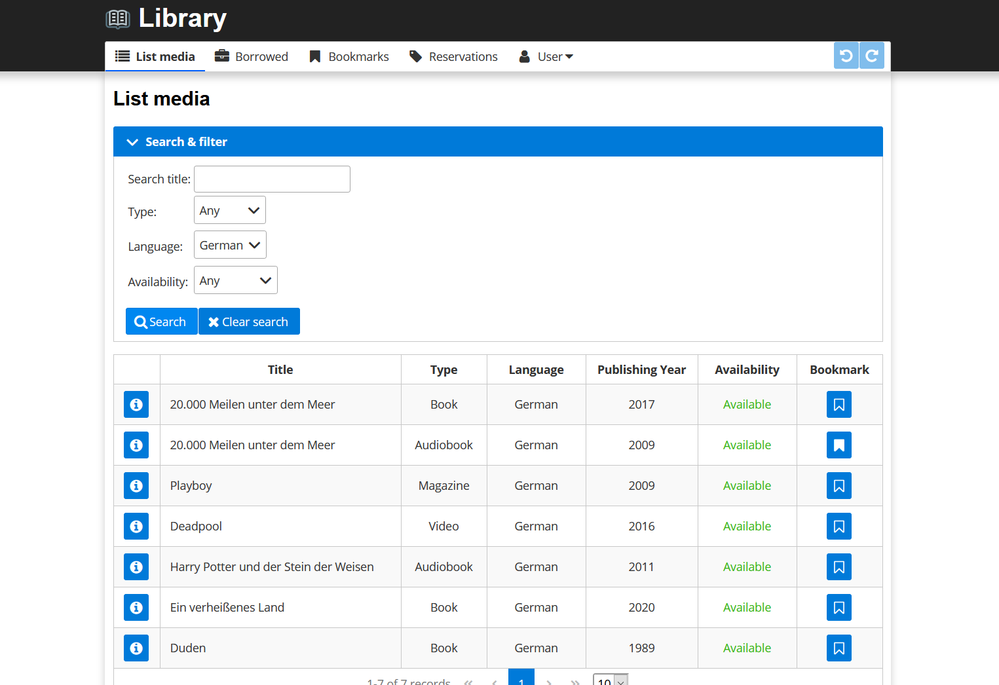 Library
List media Borrowed Bookmarks Reservations User
List media
Search & filter
Search title:
Type: Any
Language: German
Availability: Any
Search Clear search
Title Type Language Publishing Year Availability Bookmark
20.000 Meilen unter dem Meer Book German 2017 Available
20.000 Meilen unter dem Meer Audiobook German 2009 Available
Playboy Magazine German 2009 Available
Deadpool Video German 2016 Available
Harry Potter und der Stein der Weisen Audiobook German 2011 Available
Ein verheißenes Land Book German 2020 Available
Duden Book German 1989 Available
1-7 of 7 records 1 10